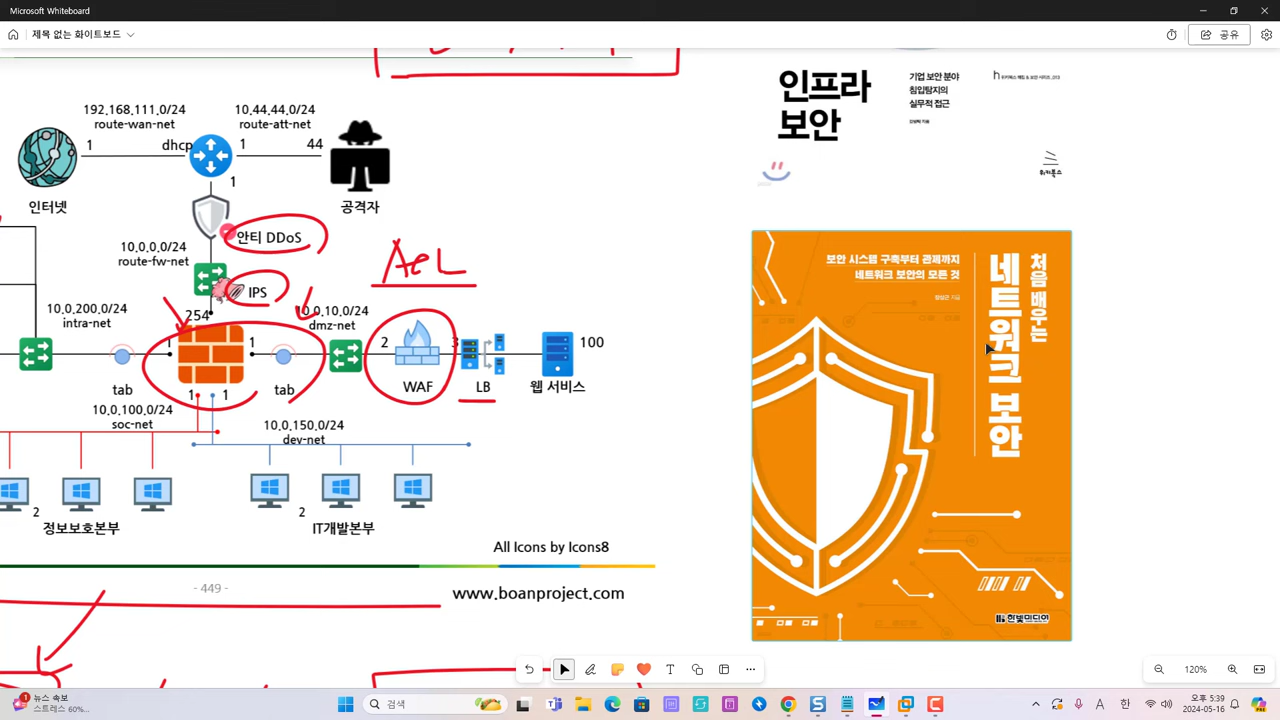 Microsoft Whiteboard
제목 없는 화이트보드
공유
192.168.111.0/24
route-wan-net
10.44.44.0/24
route-att-net
1
dhcp
1
44
1
인터넷
공격자
안티 DDoS
10.0.0.0/24
route-fw-net
IPS
ACL
254
10.0.200.0/24
intra-net
10.0.10.0/24
dmz-net
1
1
2
3
100
tab
tab
WAF
LB
웹 서비스
1
1
10.0.100.0/24
soc-net
10.0.150.0/24
dev-net
2
2
정보보호본부
IT개발본부
All Icons by Icons8
- 449 -
www.boanproject.com
인프라
보안
기업 보안 분야
침입탐지의
실무적 접근
위키북스
보안 시스템 구축부터 관제까지
네트워크 보안의 모든 것
처음 배우는
네트워크 보안
한빛미디어
120%
뉴스 속보
스트레스 60%...
검색
A
한
오후 5:39
2024-05-16